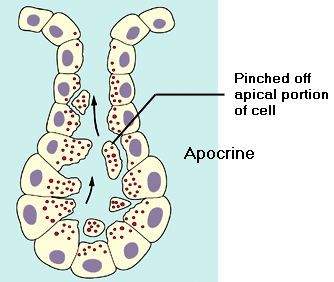 Pinched off
apical portion
of cell
Apocrine